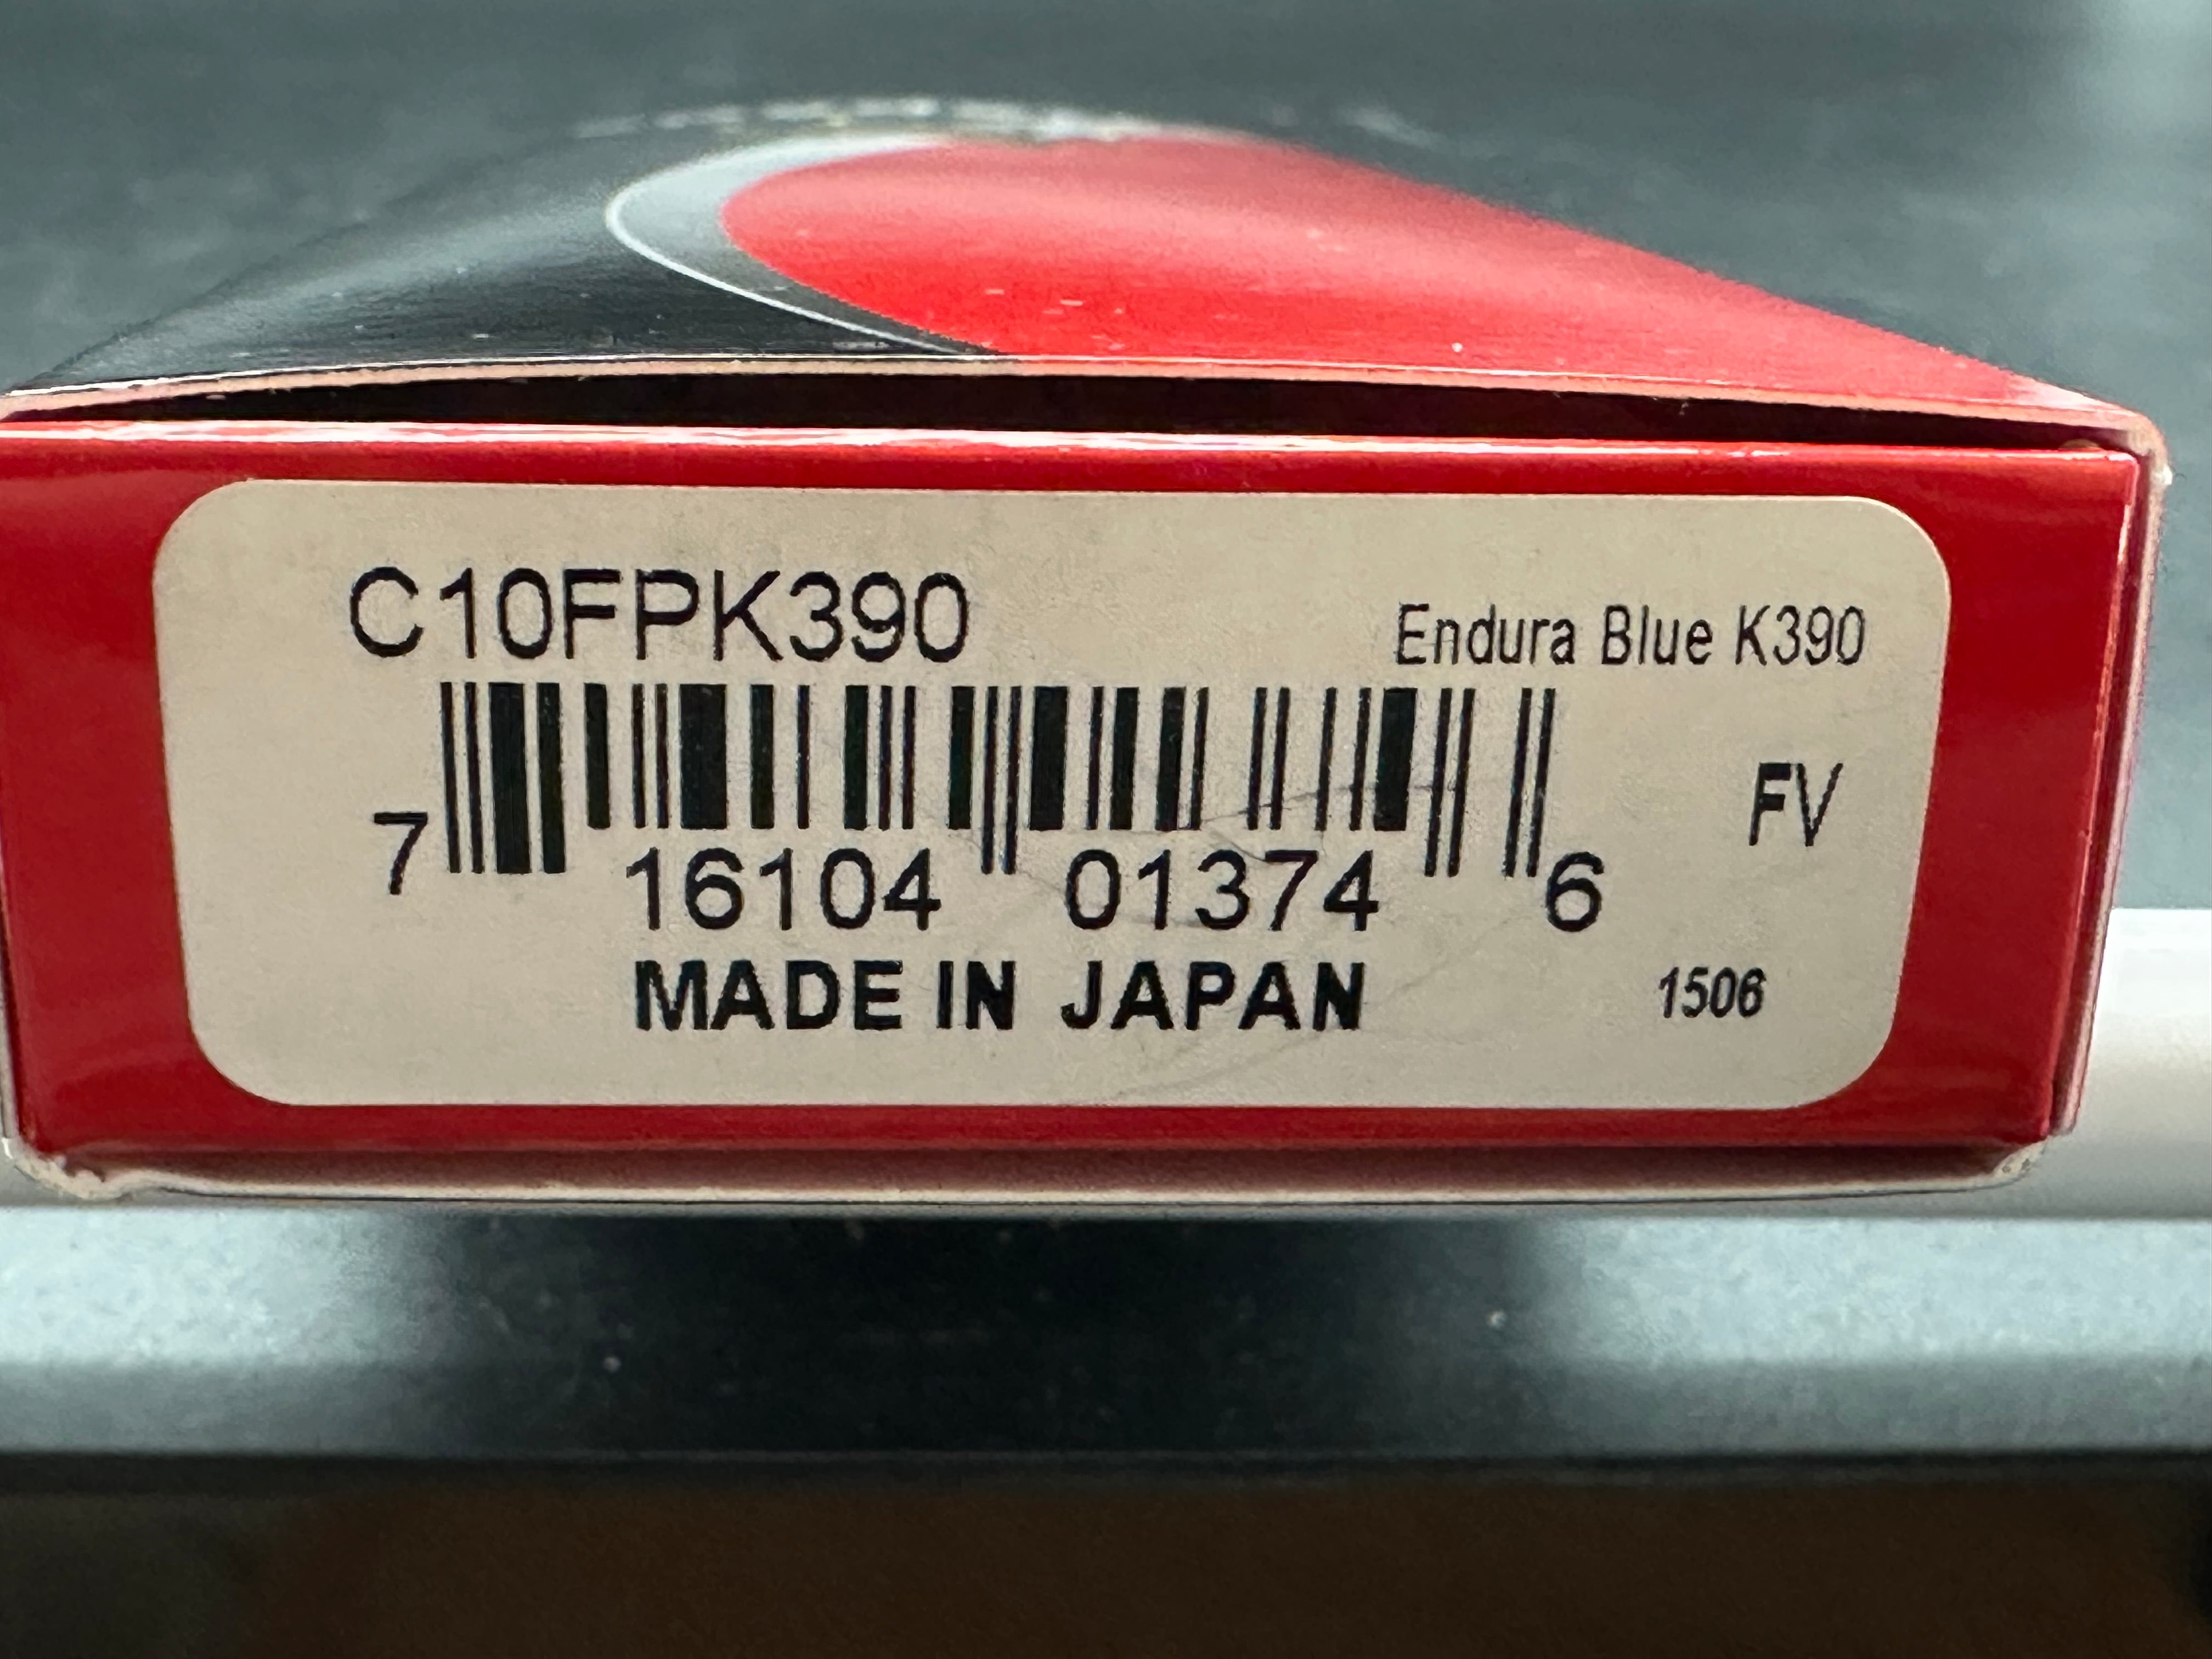 C10FPK390
Endura Blue K390
FV
7 16104 01374 6
MADE IN JAPAN
1506